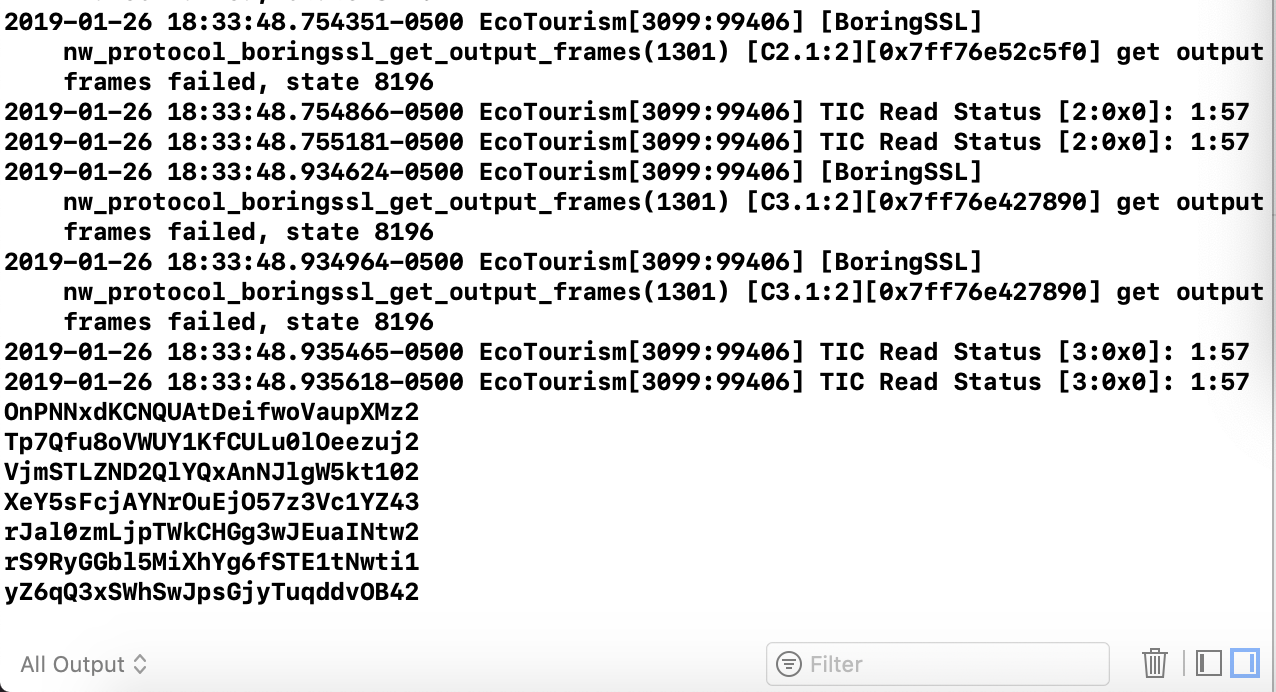 2019-01-26 18:33:48.754351-0500 EcoTourism[3099:99406] [BoringSSL]
nw_protocol_boringssl_get_output_frames(1301) [C2.1:2][0x7ff76e52c5f0] get output
frames failed, state 8196
2019-01-26 18:33:48.754866-0500 EcoTourism[3099:99406] TIC Read Status [2:0x0]: 1:57
2019-01-26 18:33:48.755181-0500 EcoTourism[3099:99406] TIC Read Status [2:0x0]: 1:57
2019-01-26 18:33:48.934624-0500 EcoTourism[3099:99406] [BoringSSL]
nw_protocol_boringssl_get_output_frames(1301) [C3.1:2][0x7ff76e427890] get output
frames failed, state 8196
2019-01-26 18:33:48.934964-0500 EcoTourism[3099:99406] [BoringSSL]
nw_protocol_boringssl_get_output_frames(1301) [C3.1:2][0x7ff76e427890] get output
frames failed, state 8196
2019-01-26 18:33:48.935465-0500 EcoTourism[3099:99406] TIC Read Status [3:0x0]: 1:57
2019-01-26 18:33:48.935618-0500 EcoTourism[3099:99406] TIC Read Status [3:0x0]: 1:57
OnPNNxdKCNQUAtDeifwoVaupXMz2
Tp7Qfu8oVWUY1KfCULu0lOeezuj2
VjmSTLZND2QlYQxAnNJlgW5kt102
XeY5sFcjAYNrOuEjO57z3Vc1YZ43
rJal0zmLjpTWkCHGg3wJEuaINtw2
rS9RyGGbl5MiXhYg6fSTE1tNwti1
yZ6qQ3xSWhSwJpsGjyTuqddvOB42
All Output
Filter